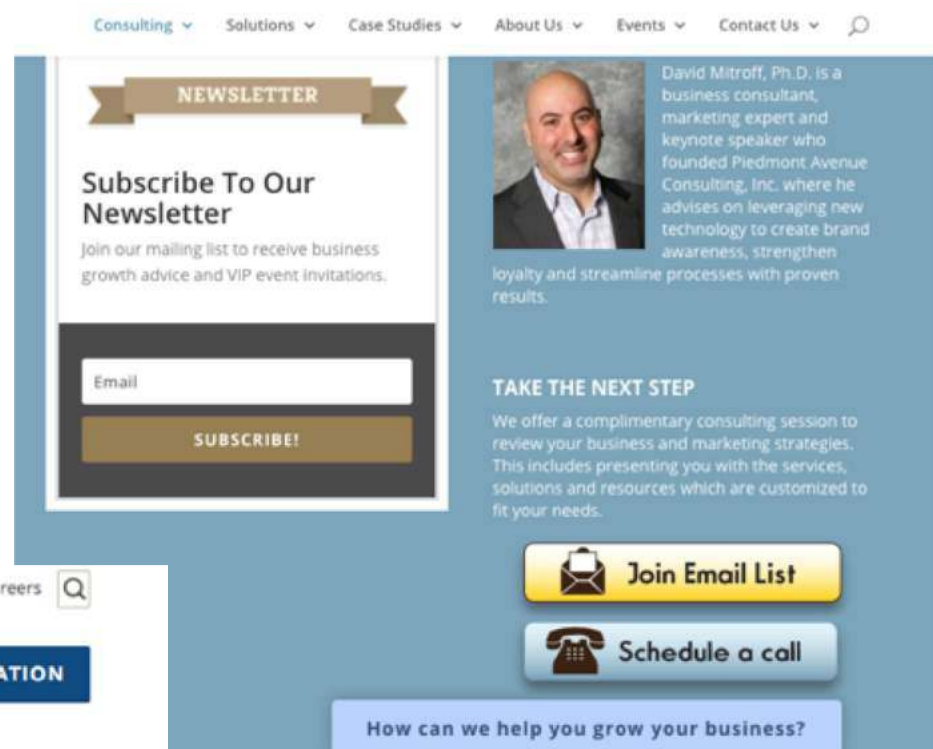 Consulting Solutions Case Studies About Us Events Contact Us
NEWSLETTER
Subscribe To Our
Newsletter
Join our mailing list to receive business
growth advice and VIP event invitations.
Email
SUBSCRIBE!
David Mitroff, Ph.D. is a
business consultant,
marketing expert and
keynote speaker who
founded Piedmont Avenue
Consulting, Inc. where he
advises on leveraging new
technology to create brand
awareness, strengthen
loyalty and streamline processes with proven
results.
TAKE THE NEXT STEP
We offer a complimentary consulting session to
review your business and marketing strategies.
This includes presenting you with the services,
solutions and resources which are customized to
fit your needs.
Join Email List
Schedule a call
How can we help you grow your business?
reers
ATION